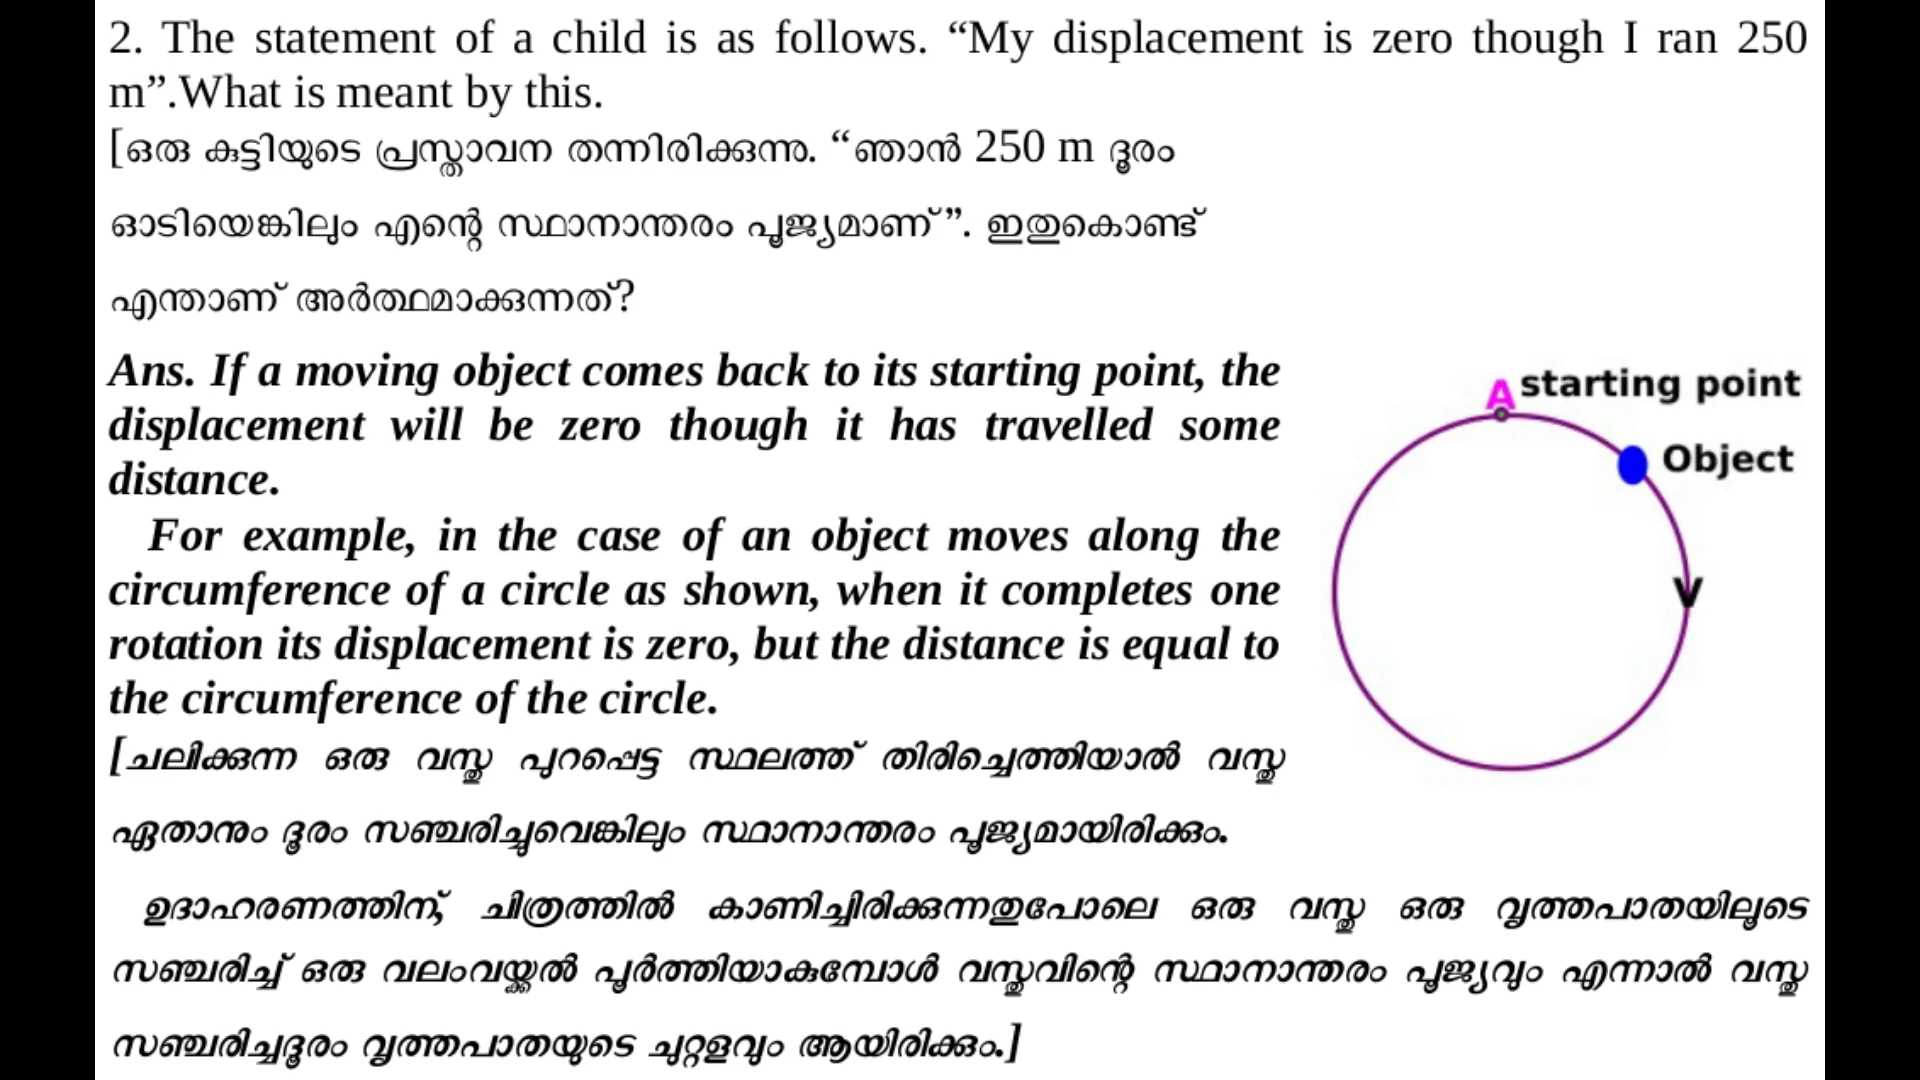 2. The statement of a child is as follows. “My displacement is zero though I ran 250
m”.What is meant by this.
[ഒരു കുട്ടിയുടെ പ്രസ്താവന തന്നിരിക്കുന്നു. “ഞാൻ 250 m ദൂരം
ഓടിയെങ്കിലും എന്റെ സ്ഥാനാന്തരം പൂജ്യമാണ്”. ഇതുകൊണ്ട്
എന്താണ് അർത്ഥമാക്കുന്നത്?
Ans. If a moving object comes back to its starting point, the
displacement will be zero though it has travelled some
distance.
For example, in the case of an object moves along the
circumference of a circle as shown, when it completes one
rotation its displacement is zero, but the distance is equal to
the circumference of the circle.
A starting point
Object
V
[ചലിക്കുന്ന ഒരു വസ്തു പുറപ്പെട്ട സ്ഥലത്ത് തിരിച്ചെത്തിയാൽ വസ്തു
ഏതാനും ദൂരം സഞ്ചരിച്ചുവെങ്കിലും സ്ഥാനാന്തരം പൂജ്യമായിരിക്കും.
ഉദാഹരണത്തിന്, ചിത്രത്തിൽ കാണിച്ചിരിക്കുന്നതുപോലെ ഒരു വസ്തു ഒരു വൃത്തപാതയിലൂടെ
സഞ്ചരിച്ച് ഒരു വലംവയ്ക്കൽ പൂർത്തിയാകുമ്പോൾ വസ്തുവിന്റെ സ്ഥാനാന്തരം പൂജ്യവും എന്നാൽ വസ്തു
സഞ്ചരിച്ചദൂരം വൃത്തപാതയുടെ ചുറ്റളവും ആയിരിക്കും.]